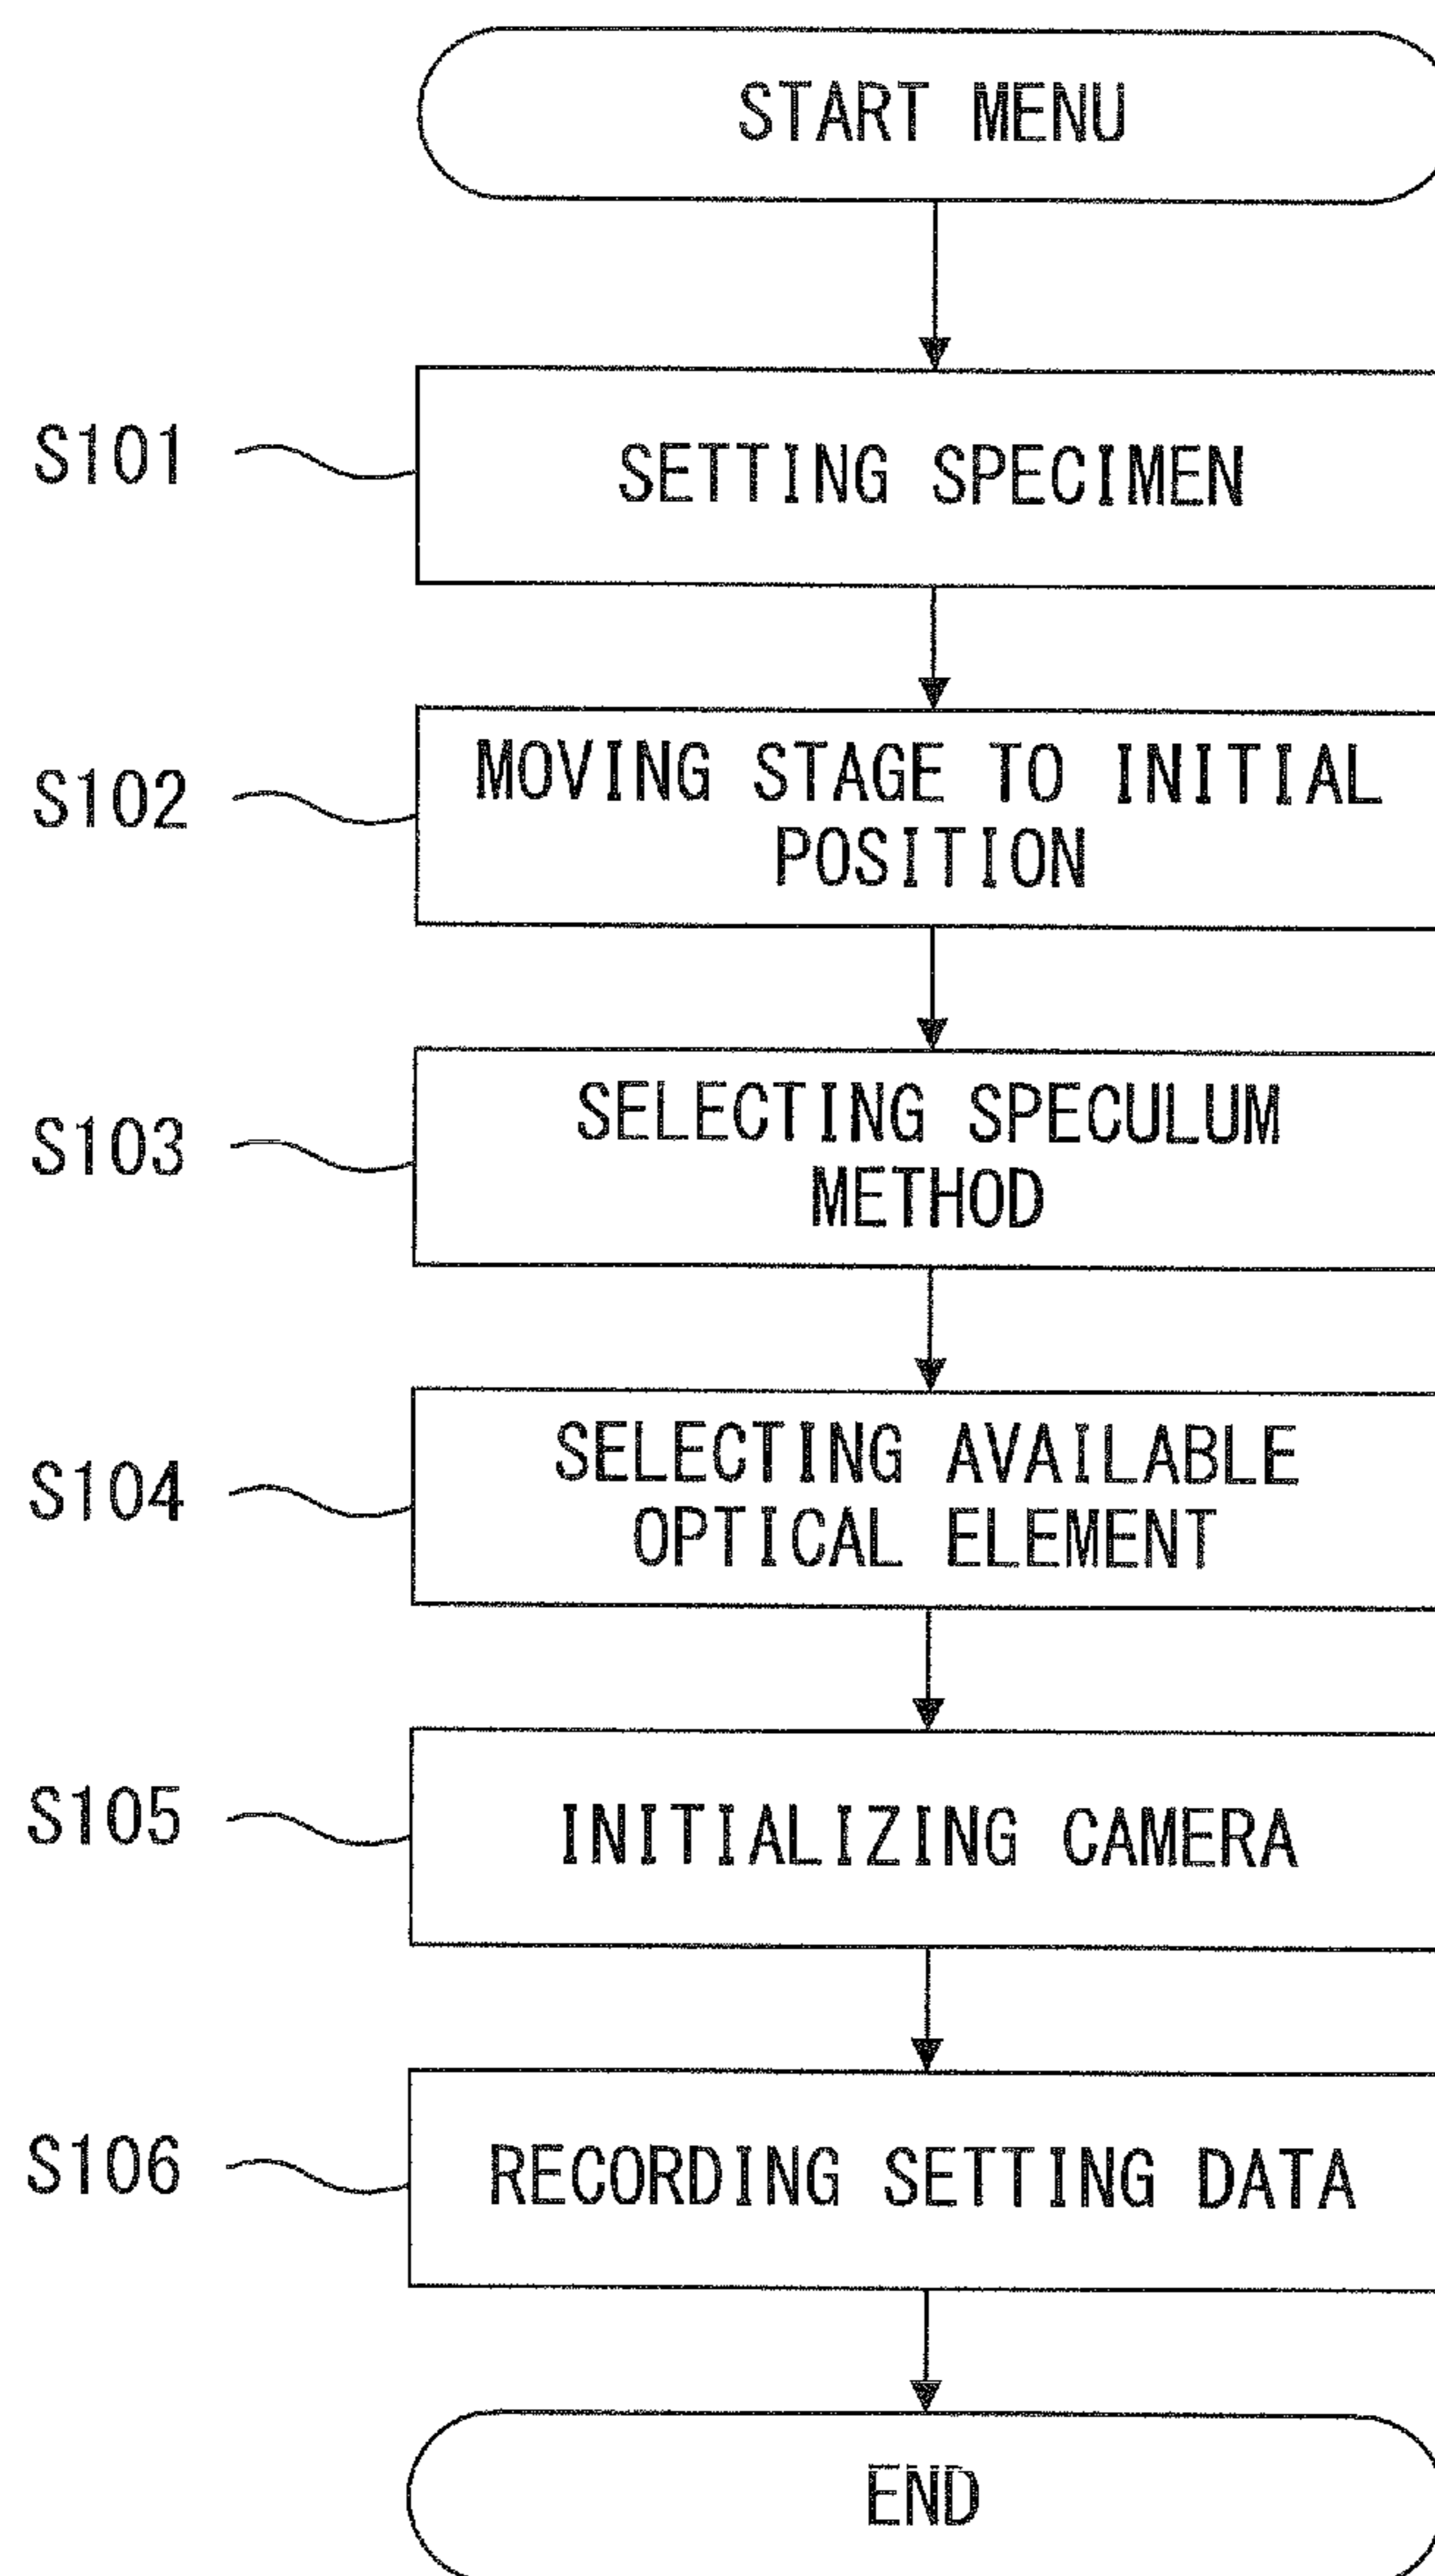 START MENU
S101
SETTING SPECIMEN
S102
MOVING STAGE TO INITIAL
POSITION
S103
SELECTING SPECULUM
METHOD
S104
SELECTING AVAILABLE
OPTICAL ELEMENT
S105
INITIALIZING CAMERA
S106
RECORDING SETTING DATA
END